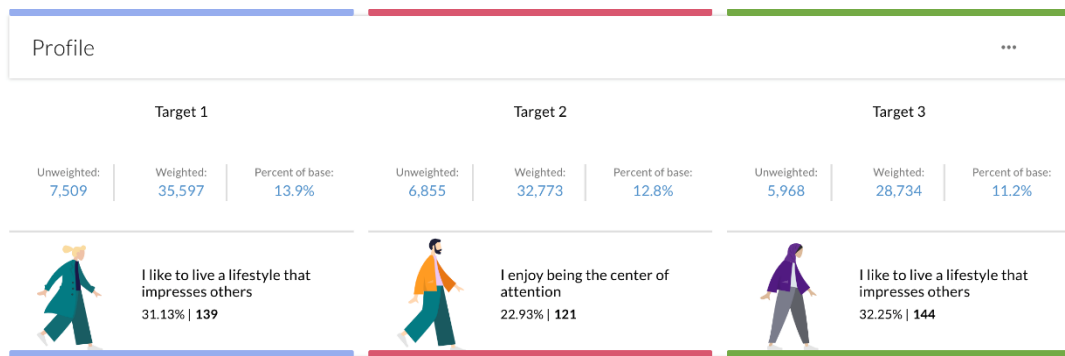 Profile
Target 1
Target 2
Target 3
Unweighted:
7,509
Weighted:
35,597
Percent of base:
13.9%
Unweighted:
6,855
Weighted:
32,773
Percent of base:
12.8%
Unweighted:
5,968
Weighted:
28,734
Percent of base:
11.2%
I like to live a lifestyle that
impresses others
31.13% | 139
I enjoy being the center of
attention
22.93% | 121
I like to live a lifestyle that
impresses others
32.25% | 144